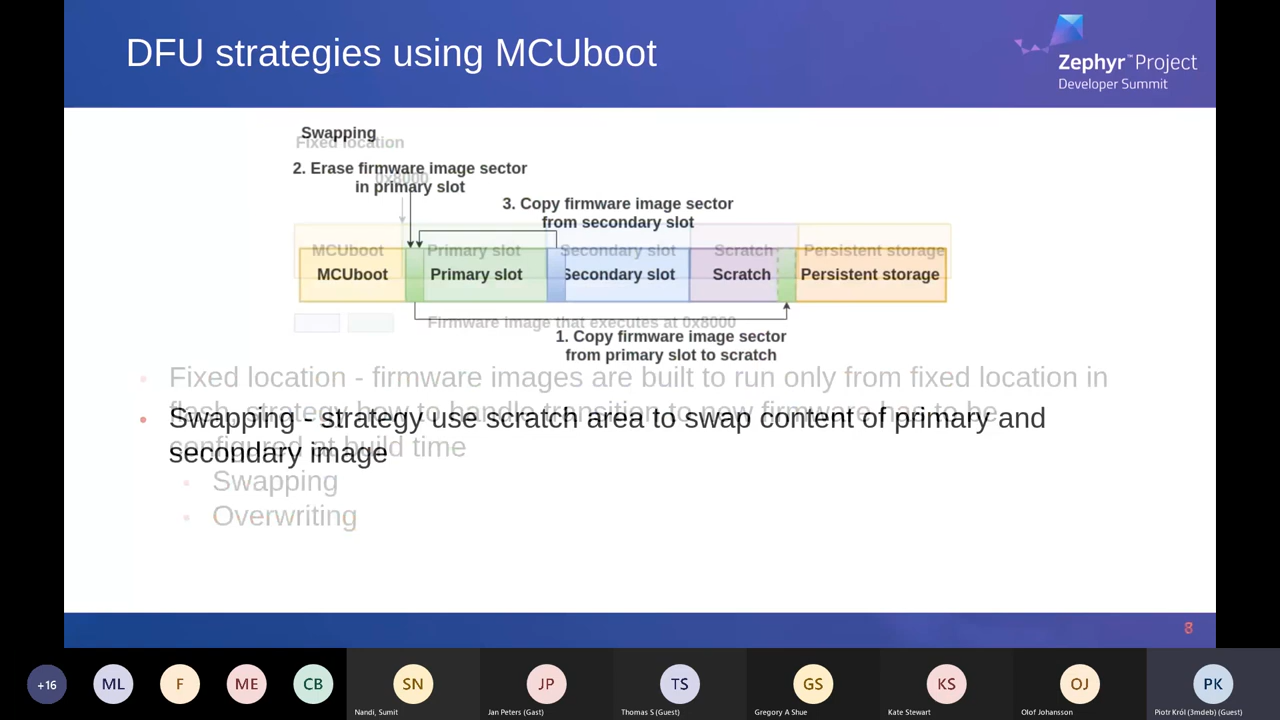 DFU strategies using MCUboot
Zephyr™Project
Developer Summit
Swapping
Fixed location
2. Erase firmware image sector
in primary slot
0x8000
3. Copy firmware image sector
from secondary slot
MCUboot Primary slot Secondary slot Scratch Persistent storage
MCUboot Primary slot Secondary slot Scratch Persistent storage
Firmware image that executes at 0x8000
1. Copy firmware image sector
from primary slot to scratch
Fixed location - firmware images are built to run only from fixed location in
flash, strategy how to handle transition to new firmware has to be
configured at build time
Swapping
Overwriting
Swapping - strategy use scratch area to swap content of primary and
secondary image
+16 ML F ME CB SN JP TS GS KS OJ PK
Nandi, Sumit Jan Peters (Gast) Thomas S (Guest) Gregory A Shue Kate Stewart Olof Johansson Piotr Król (3mdeb) (Guest)